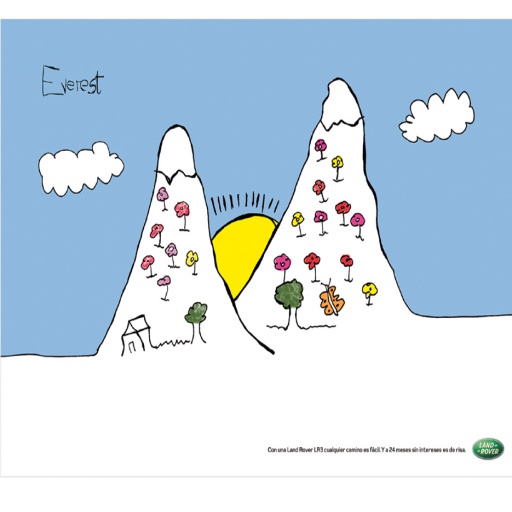 Everest
Con una Land Rover LR3 cualquier camino es fácil. Y a 24 meses sin intereses es de risa.
LAND-
-ROVER